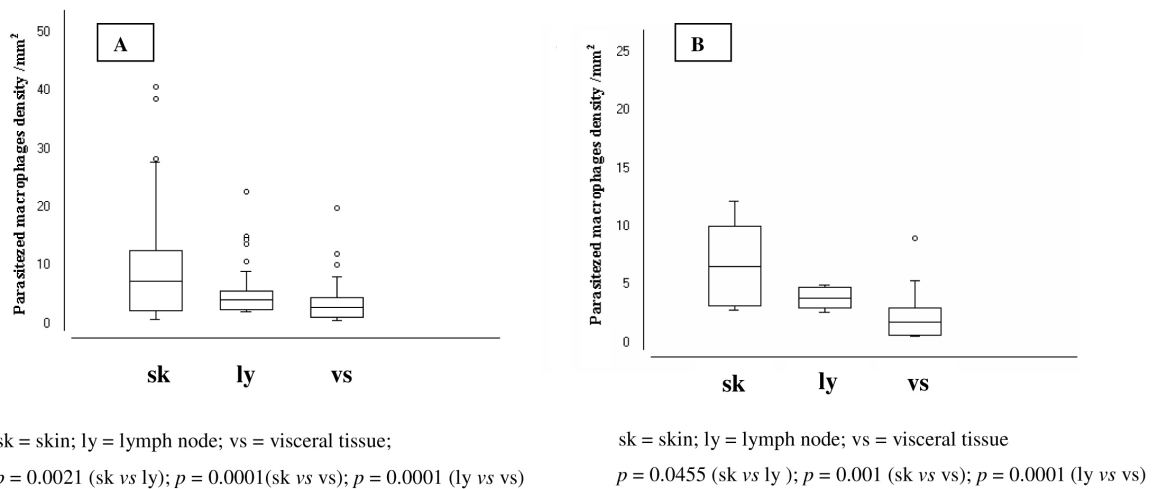 A
Parasitezed macrophages density /mm²
50
40
30
20
10
0
sk ly vs
sk = skin; ly = lymph node; vs = visceral tissue;
p = 0.0021 (sk vs ly); p = 0.0001(sk vs vs); p = 0.0001 (ly vs vs)
B
Parasitezed macrophages density /mm²
25
20
15
10
5
0
sk ly vs
sk = skin; ly = lymph node; vs = visceral tissue
p = 0.0455 (sk vs ly ); p = 0.001 (sk vs vs); p = 0.0001 (ly vs vs)